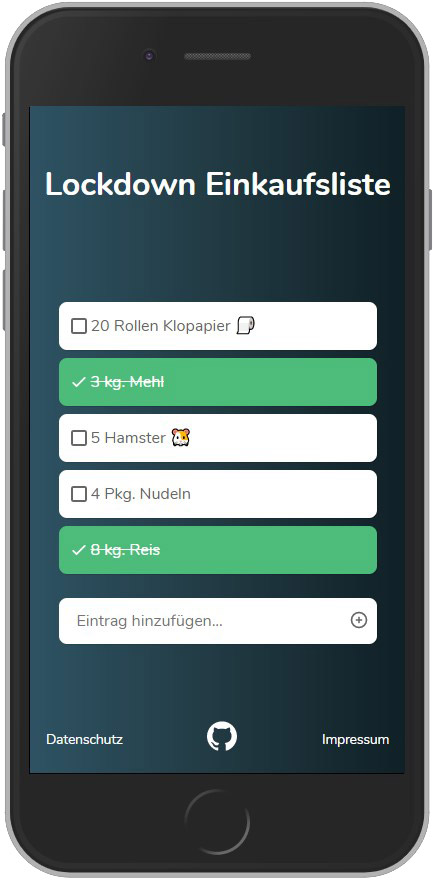 Lockdown Einkaufsliste
20 Rollen Klopapier 🧻
3 kg. Mehl
5 Hamster 🐹
4 Pkg. Nudeln
8 kg. Reis
Eintrag hinzufügen...
Datenschutz
Impressum